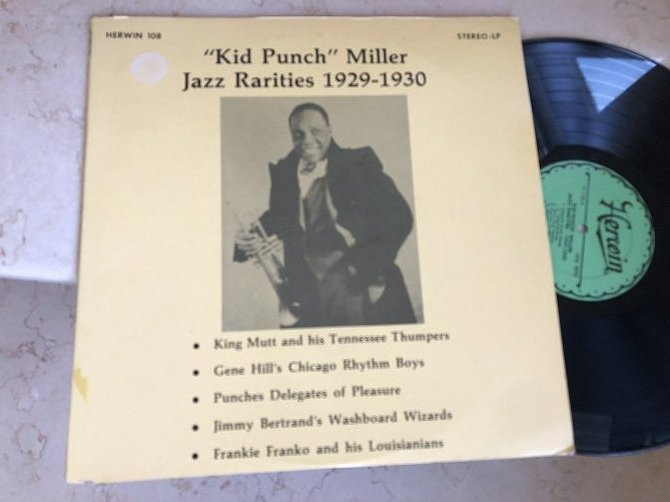 HERWIN 108
STEREO-LP
"Kid Punch" Miller
Jazz Rarities 1929-1930
• King Mutt and his Tennessee Thumpers
• Gene Hill's Chicago Rhythm Boys
• Punches Delegates of Pleasure
• Jimmy Bertrand's Washboard Wizards
• Frankie Franko and his Louisianians
Herwin